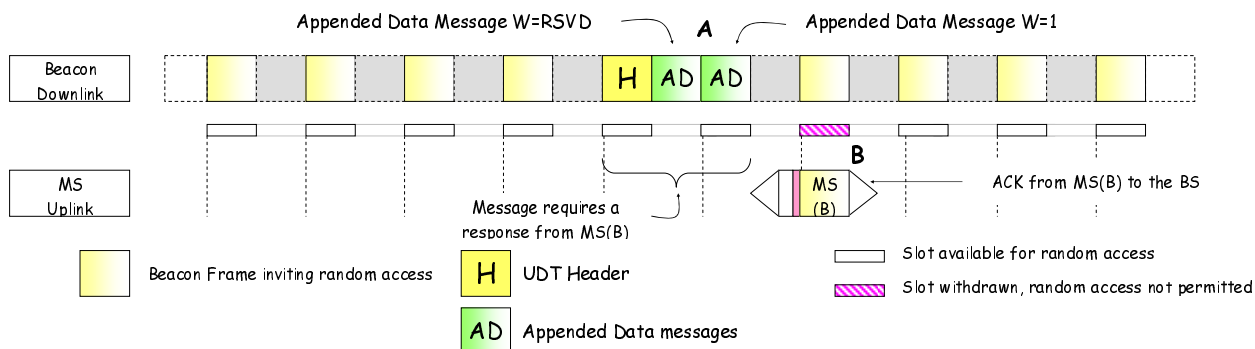 Appended Data Message W=RSVD
A
Appended Data Message W=1
Beacon
Downlink
H
AD
AD
MS
Uplink
B
MS
(B)
ACK from MS(B) to the BS
Message requires a
response from MS(B)
Beacon Frame inviting random access
H
UDT Header
AD
Appended Data messages
Slot available for random access
Slot withdrawn, random access not permitted